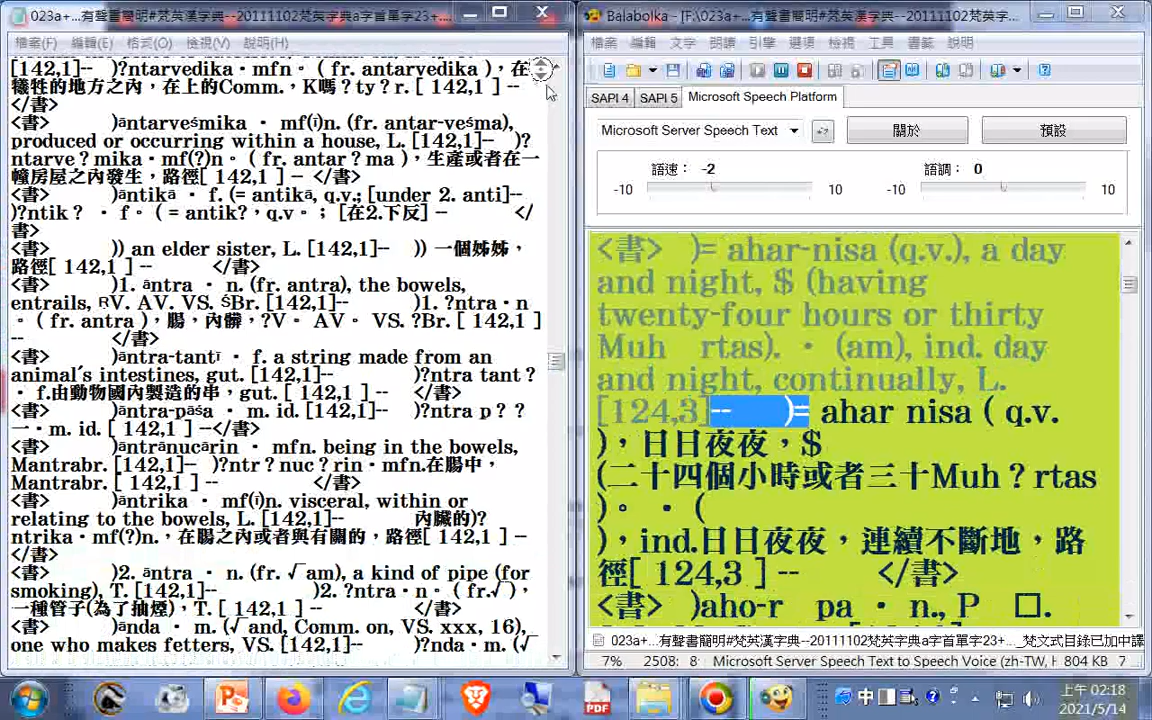 023a+...有聲書簡明#梵英漢字典--20111102梵英字典a字首單字23+...
檔案(F) 編輯(E) 格式(O) 檢視(V) 說明(H)
[142,1]-- )?ntarvedika‧mfn。( fr. antarvedika )，在
犧牲的地方之內，在上的Comm., K嗎？ty？r. [ 142,1 ] --
</書>
<書> )āntarveśmika ‧ mf(ī)n. (fr. antar-veśma),
produced or occurring within a house, L. [142,1]-- )?
ntarve？mika‧mf(?)n。( fr. antar？ma )，生產或者在一
幢房屋之內發生，路徑[ 142,1 ] -- </書>
<書> )āntikā ‧ f. (= antikā, q.v.; [under 2. anti]--
)?ntik？ ‧ f。( = antik?，q.v。； [在2.下反] -- </
書>
<書> )) an elder sister, L. [142,1]-- )) 一個姊姊，
路徑[ 142,1 ] -- </書>
<書> )1. āntra ‧ n. (fr. antra), the bowels,
entrails, ṚV. AV. VS. ŚBr. [142,1]-- )1. ?ntra‧n
。( fr. antra )，腸，內髒，?V。 AV。 VS. ?Br. [ 142,1 ]
-- </書>
<書> )āntra-tantī ‧ f. a string made from an
animal's intestines, gut. [142,1]-- )?ntra tant？
‧ f.由動物國內製造的串，gut. [ 142,1 ] -- </書>
<書> )āntra-pāśa ‧ m. id. [142,1]-- )?ntra p？？
一‧m. id. [ 142,1 ] --</書>
<書> )āntrānucārin ‧ mfn. being in the bowels,
Mantrabr. [142,1]-- )?ntr？nuc？rin‧mfn.在腸中，
Mantrabr. [ 142,1 ] -- </書>
<書> )āntrika ‧ mf(ī)n. visceral, within or
relating to the bowels, L. [142,1]-- 內臟的)?
ntrika‧mf(?)n.，在腸之內或者與有關的，路徑[ 142,1 ] --
</書>
<書> )2. āntra ‧ n. (fr. √am), a kind of pipe (for
smoking), T. [142,1]-- )2. ?ntra‧n。( fr.√ )，
一種管子(為了抽煙)，T. [ 142,1 ] -- </書>
<書> )ānda ‧ m. (√and, Comm. on, VS. xxx, 16),
one who makes fetters, VS. [142,1]-- )?nda‧m. (√
Balabolka - [F:\023a+...有聲書簡明#梵英漢字典--20111102梵英字...
檔案 編輯 文字 朗讀 引擎 選項 檢視 工具 書籤 說明
SAPI 4 SAPI 5 Microsoft Speech Platform
Microsoft Server Speech Text 關於 預設
語速： -2 語調： 0
-10 10 -10 10
<書> )= ahar-nisa (q.v.), a day
and night, $ (having
twenty-four hours or thirty
Muh rtas). ‧ (am), ind. day
and night, continually, L.
[124,3]-- )= ahar nisa ( q.v.
)，日日夜夜，$
(二十四個小時或者三十Muh？rtas
)。‧(
)，ind.日日夜夜，連續不斷地，路
徑[ 124,3 ] -- </書>
<書> )aho-r pa ‧ n., P □.
023a+...有聲書簡明#梵英漢字典--20111102梵英字典a字首單字23+..._梵文式目錄已加中譯
7% 2508: 8 Microsoft Server Speech Text to Speech Voice (zh-TW, H 804 KB 7
中 上午 02:18
2021/5/14